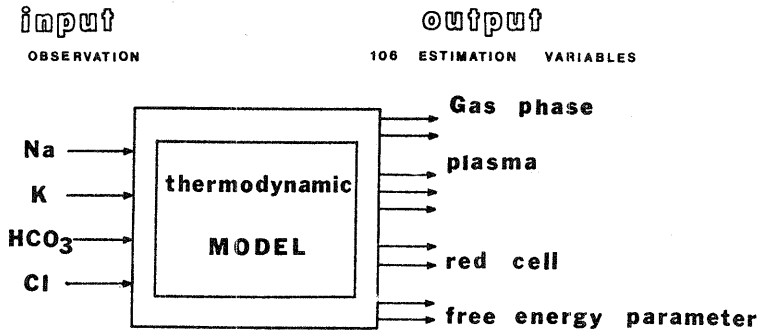 input
output
OBSERVATION
106 ESTIMATION VARIABLES
Gas phase
Na
plasma
thermodynamic
K
HCO3
MODEL
red cell
Cl
free energy parameter